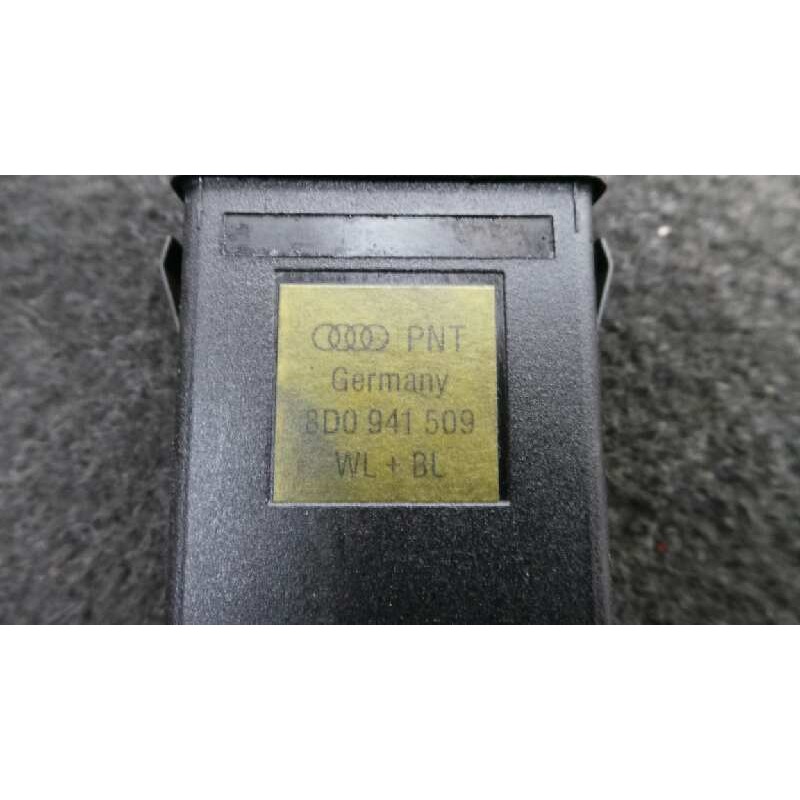 PNT
Germany
8D0 941 509
WL + BL